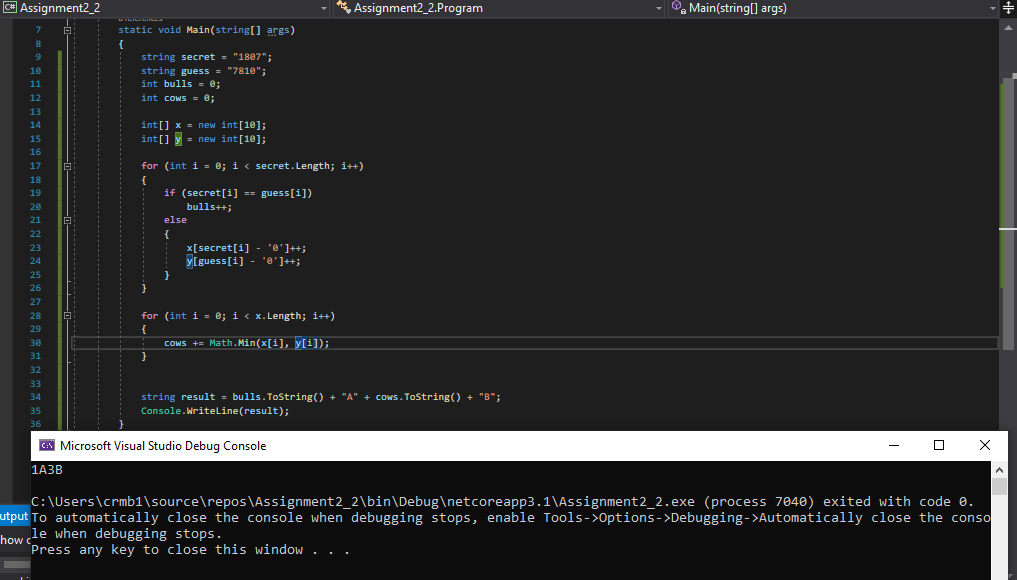 Assignment2_2 Assignment2_2.Program Main(string[] args)
7 static void Main(string[] args)
8 {
9 string secret = "1807";
10 string guess = "7810";
11 int bulls = 0;
12 int cows = 0;
13
14 int[] x = new int[10];
15 int[] y = new int[10];
16
17 for (int i = 0; i < secret.Length; i++)
18 {
19 if (secret[i] == guess[i])
20 bulls++;
21 else
22 {
23 x[secret[i] - '0']++;
24 y[guess[i] - '0']++;
25 }
26 }
27
28 for (int i = 0; i < x.Length; i++)
29 {
30 cows += Math.Min(x[i], y[i]);
31 }
32
33
34 string result = bulls.ToString() + "A" + cows.ToString() + "B";
35 Console.WriteLine(result);
36 }
Microsoft Visual Studio Debug Console
1A3B
C:\Users\crmb1\source\repos\Assignment2_2\bin\Debug\netcoreapp3.1\Assignment2_2.exe (process 7040) exited with code 0.
To automatically close the console when debugging stops, enable Tools->Options->Debugging->Automatically close the conso
le when debugging stops.
Press any key to close this window . . .
utput
how